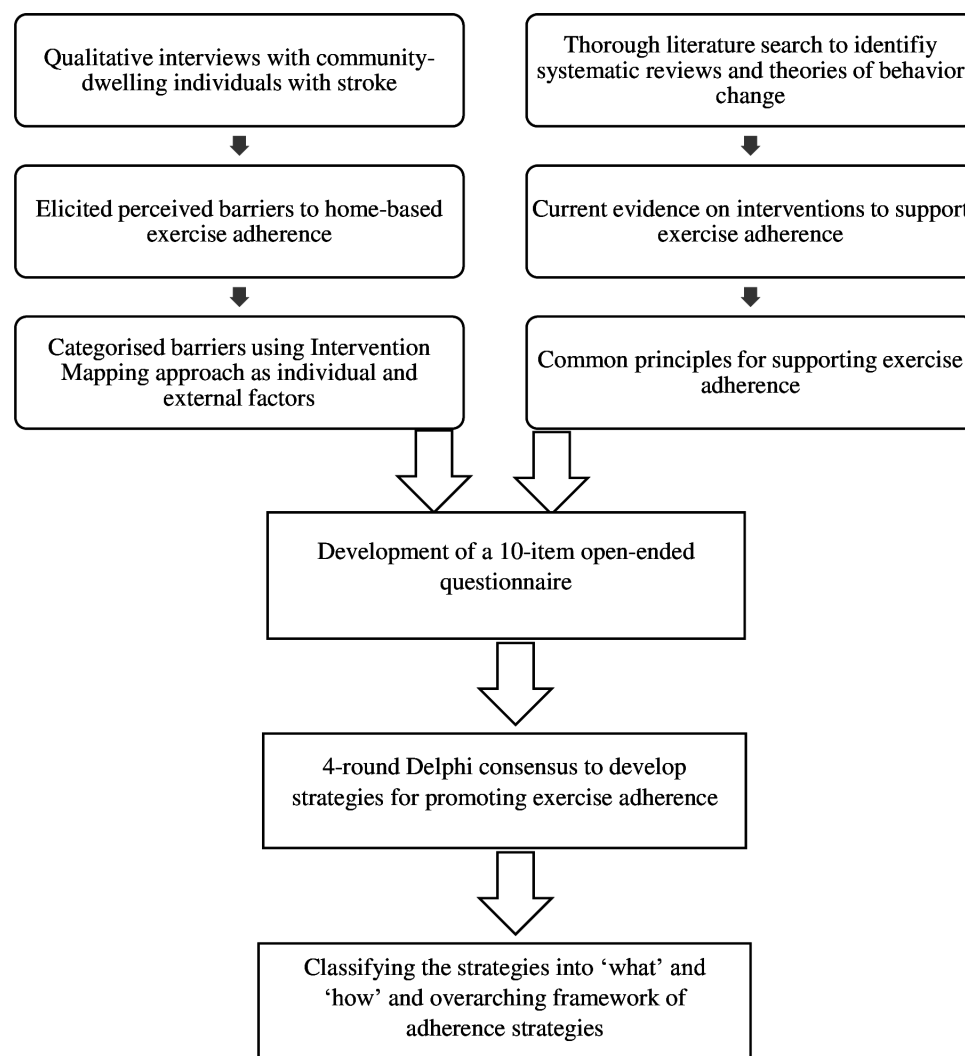 Qualitative interviews with community-
dwelling individuals with stroke
Elicited perceived barriers to home-based
exercise adherence
Categorised barriers using Intervention
Mapping approach as individual and
external factors
Thorough literature search to identifiy
systematic reviews and theories of behavior
change
Current evidence on interventions to support
exercise adherence
Common principles for supporting exercise
adherence
Development of a 10-item open-ended
questionnaire
4-round Delphi consensus to develop
strategies for promoting exercise adherence
Classifying the strategies into ‘what’ and
‘how’ and overarching framework of
adherence strategies